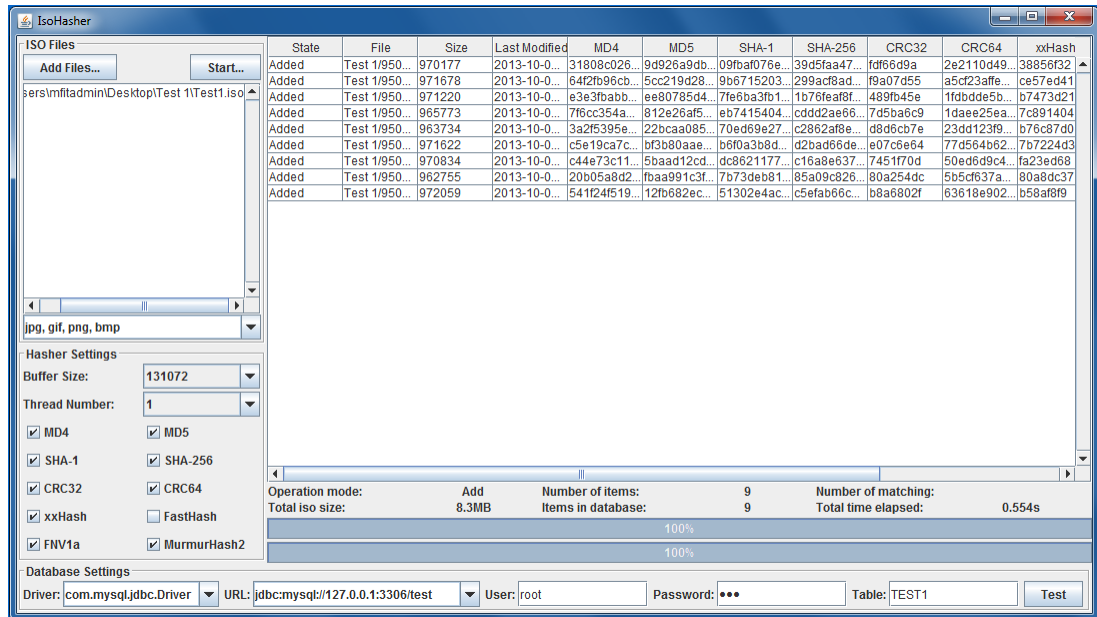 IsoHasher
ISO Files
Add Files... Start...
sers\mfitadmin\Desktop\Test 1\Test1.iso
jpg, gif, png, bmp
Hasher Settings
Buffer Size: 131072
Thread Number: 1
MD4 MD5
SHA-1 SHA-256
CRC32 CRC64
xxHash FastHash
FNV1a MurmurHash2
State File Size Last Modified MD4 MD5 SHA-1 SHA-256 CRC32 CRC64 xxHash
Added Test 1/950... 970177 2013-10-0... 31808c026... 9d926a9db... 09fbaf076e... 39d5faa47... fdf66d9a 2e2110d49... 38856f32
Added Test 1/950... 971678 2013-10-0... 64f2fb96cb... 5cc219d28... 9b6715203... 299acf8ad... f9a07d55 a5cf23affe... ce57ed41
Added Test 1/950... 971220 2013-10-0... e3e3fbabb... ee80785d4... 7fe6ba3fb1... 1b76feaf8f... 489fb45e 1fdbdde5b... b7473d21
Added Test 1/950... 965773 2013-10-0... 7f6cc354a... 812e26af5... eb7415404... cddd2ae66... 7d5ba6c9 1daee25ea... 7c891404
Added Test 1/950... 963734 2013-10-0... 3a2f5395e... 22bcaa085... 70ed69e27... c2862af8e... d8d6cb7e 23dd123f9... b76c87d0
Added Test 1/950... 971622 2013-10-0... c5e19ca7c... bf3b80aae... b6f0a3b8d... d2bad66de... e07c6e64 77d564b62... 7b7224d3
Added Test 1/950... 970834 2013-10-0... c44e73c11... 5baad12cd... dc8621177... c16a8e637... 7451f70d 50ed6d9c4... fa23ed68
Added Test 1/950... 962755 2013-10-0... 20b05a8d2... fbaa991c3f... 7b73deb81... 85a09c826... 80a254dc 5b5cf637a... 80a8dc37
Added Test 1/950... 972059 2013-10-0... 541f24f519... 12fb682ec... 51302e4ac... c5efab66c... b8a6802f 63618e902... b58af8f9
Operation mode: Add Number of items: 9 Number of matching:
Total iso size: 8.3MB Items in database: 9 Total time elapsed: 0.554s
100%
100%
Database Settings
Driver: com.mysql.jdbc.Driver URL: jdbc:mysql://127.0.0.1:3306/test User: root Password: ●●● Table: TEST1 Test